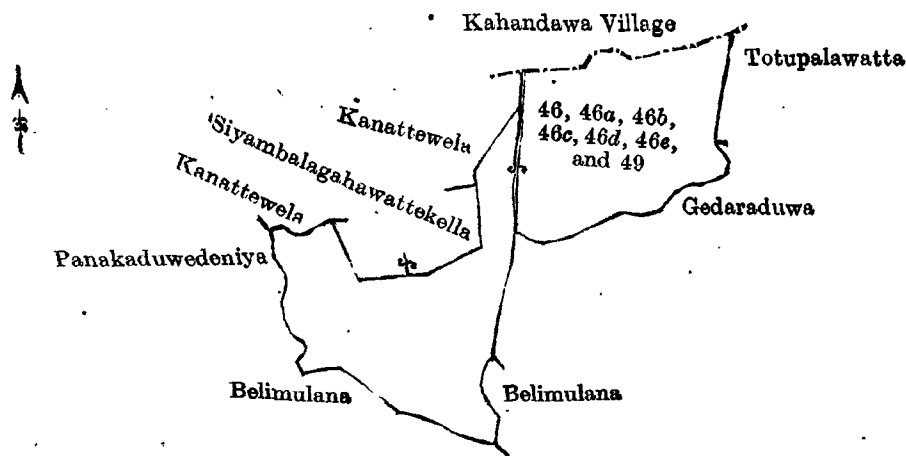 Kahandawa Village
Totupalawatta
46, 46a, 46b,
46c, 46d, 46e,
and 49
Kanattewela
Siyambalagahawattekella
Kanattewela
Gedaraduwa
Panakaduwedeniya
Belimulana
Belimulana